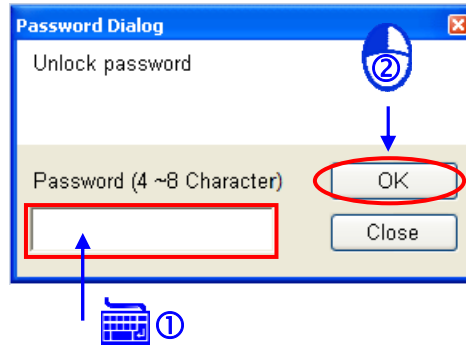 Password Dialog
Unlock password
②
Password (4 ~8 Character)
OK
Close
①